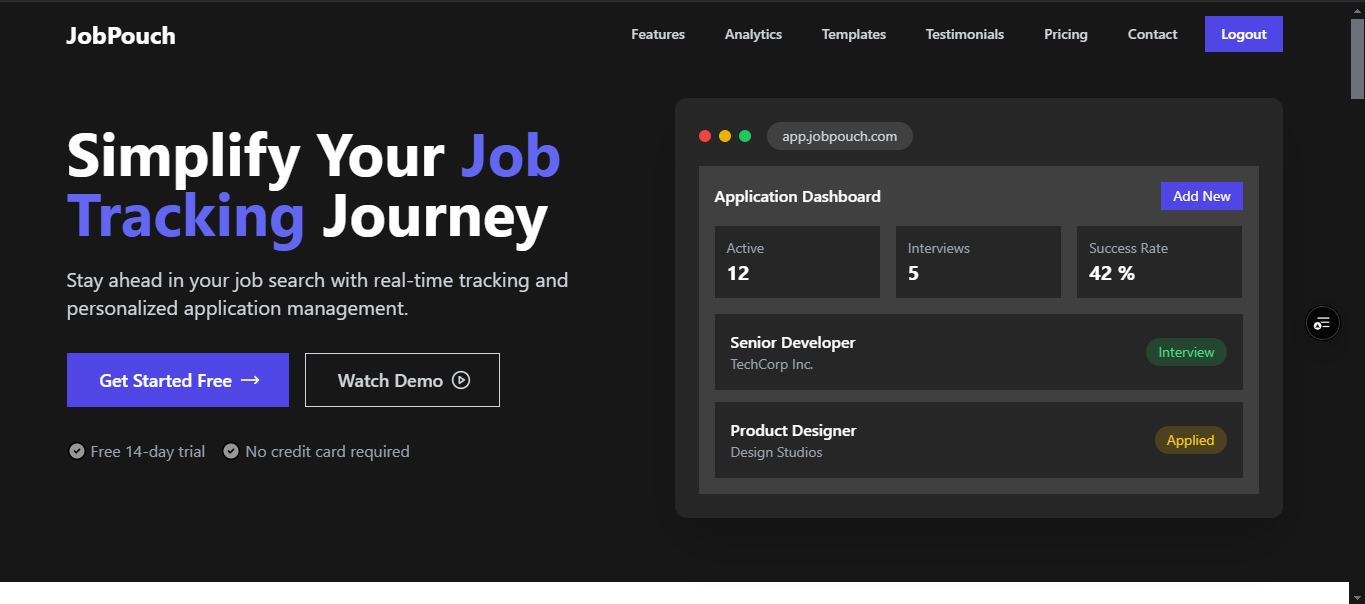 JobPouch
Features
Analytics
Templates
Testimonials
Pricing
Contact
Logout
Simplify Your Job
Tracking Journey
Stay ahead in your job search with real-time tracking and
personalized application management.
Get Started Free →
Watch Demo
Free 14-day trial
No credit card required
app.jobpouch.com
Application Dashboard
Add New
Active
12
Interviews
5
Success Rate
42 %
Senior Developer
TechCorp Inc.
Interview
Product Designer
Design Studios
Applied